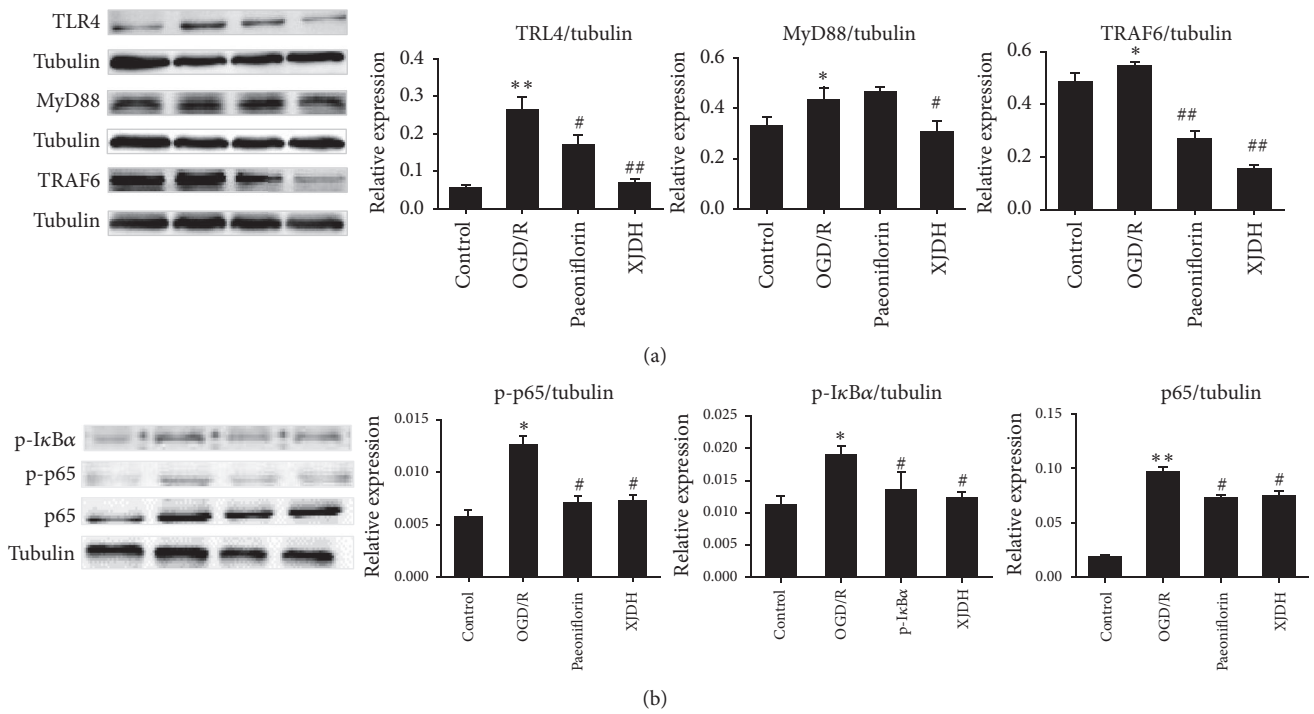 TLR4
Tubulin
MyD88
Tubulin
TRAF6
Tubulin
TRL4/tubulin
Relative expression
0.4
0.3
0.2
0.1
0.0
**
#
##
Control
OGD/R
Paeoniflorin
XJDH
MyD88/tubulin
Relative expression
0.6
0.4
0.2
0.0
*
#
Control
OGD/R
Paeoniflorin
XJDH
TRAF6/tubulin
Relative expression
0.6
0.4
0.2
0.0
*
##
##
Control
OGD/R
Paeoniflorin
XJDH
(a)
p-IκBα
p-p65
p65
Tubulin
p-p65/tubulin
Relative expression
0.015
0.010
0.005
0.000
*
#
#
Control
OGD/R
Paeoniflorin
XJDH
p-IκBα/tubulin
Relative expression
0.025
0.020
0.015
0.010
0.005
0.000
*
#
#
Control
OGD/R
p-IκBα
XJDH
p65/tubulin
Relative expression
0.15
0.10
0.05
0.00
**
#
#
Control
OGD/R
Paeoniflorin
XJDH
(b)